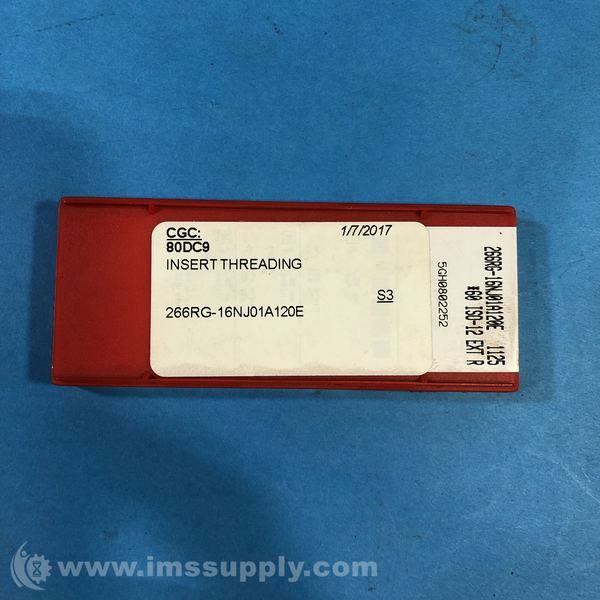 CGC:
80DC9
1/7/2017
INSERT THREADING
S3
266RG-16NJ01A120E
266RG-16NJ01A120E 1125
*60 ISO-12 EXT R
5GH0802252
www.imssupply.com